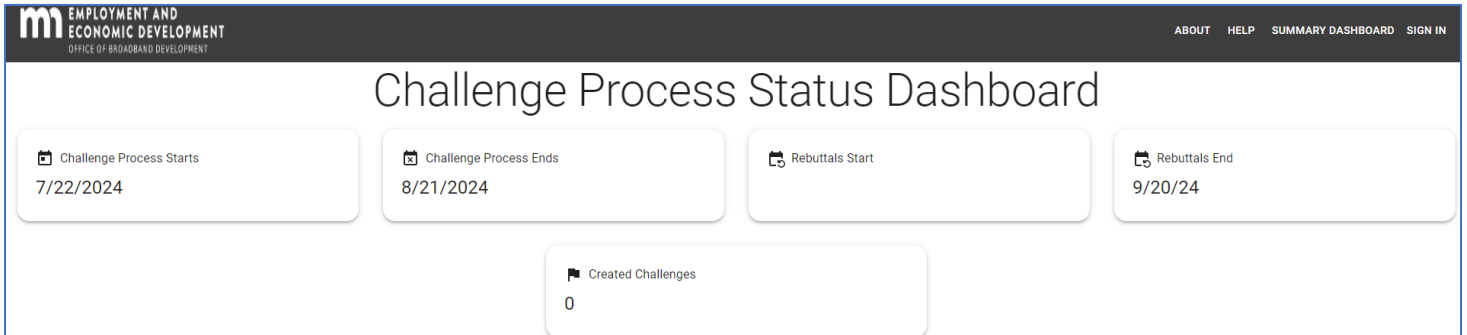 EMPLOYMENT AND
ECONOMIC DEVELOPMENT
OFFICE OF BROADBAND DEVELOPMENT
ABOUT HELP SUMMARY DASHBOARD SIGN IN
Challenge Process Status Dashboard
Challenge Process Starts
7/22/2024
Challenge Process Ends
8/21/2024
Rebuttals Start
Rebuttals End
9/20/24
Created Challenges
0